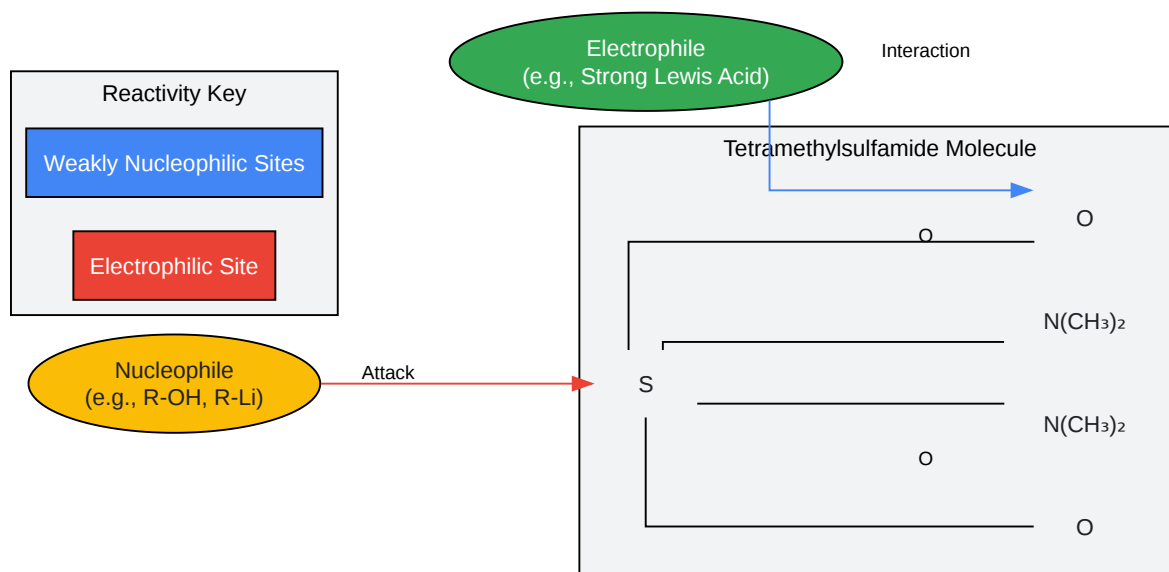 Electrophile
(e.g., Strong Lewis Acid)
Interaction
Reactivity Key
Weakly Nucleophilic Sites
Electrophilic Site
Tetramethylsulfamide Molecule
O
O
N(CH₃)₂
Nucleophile
(e.g., R-OH, R-Li)
Attack
S
N(CH₃)₂
O
O